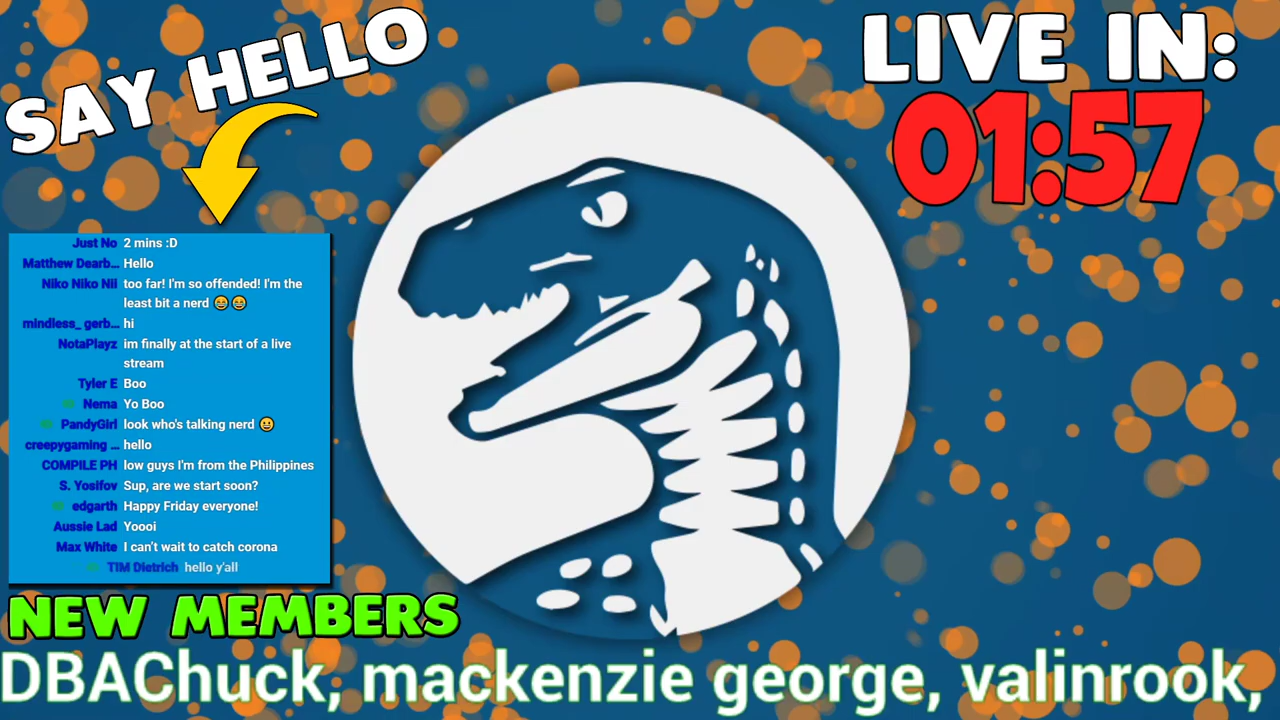 SAY HELLO
LIVE IN:
01:57
Just No 2 mins :D
Matthew Dearb... Hello
Niko Niko Nii too far! I'm so offended! I'm the
least bit a nerd 😄😄
mindless_ gerb... hi
NotaPlayz im finally at the start of a live
stream
Tyler E Boo
Nema Yo Boo
PandyGirl look who's talking nerd 😀
creepygaming ... hello
COMPILE PH low guys I'm from the Philippines
S. Yosifov Sup, are we start soon?
edgarth Happy Friday everyone!
Aussie Lad Yoooi
Max White I can't wait to catch corona
TIM Dietrich hello y'all
NEW MEMBERS
DBAChuck, mackenzie george, valinrook,